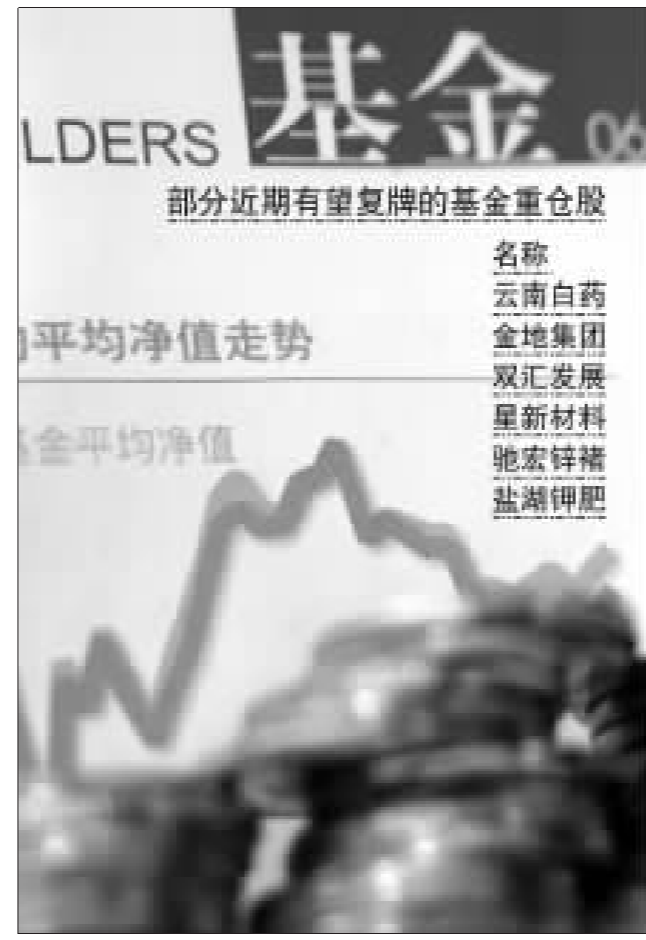 LDERS
基金
06
部分近期有望复牌的基金重仓股
名称
云南白药
金地集团
双汇发展
星新材料
驰宏锌褚
盐湖钾肥
平均净值走势
基金平均净值